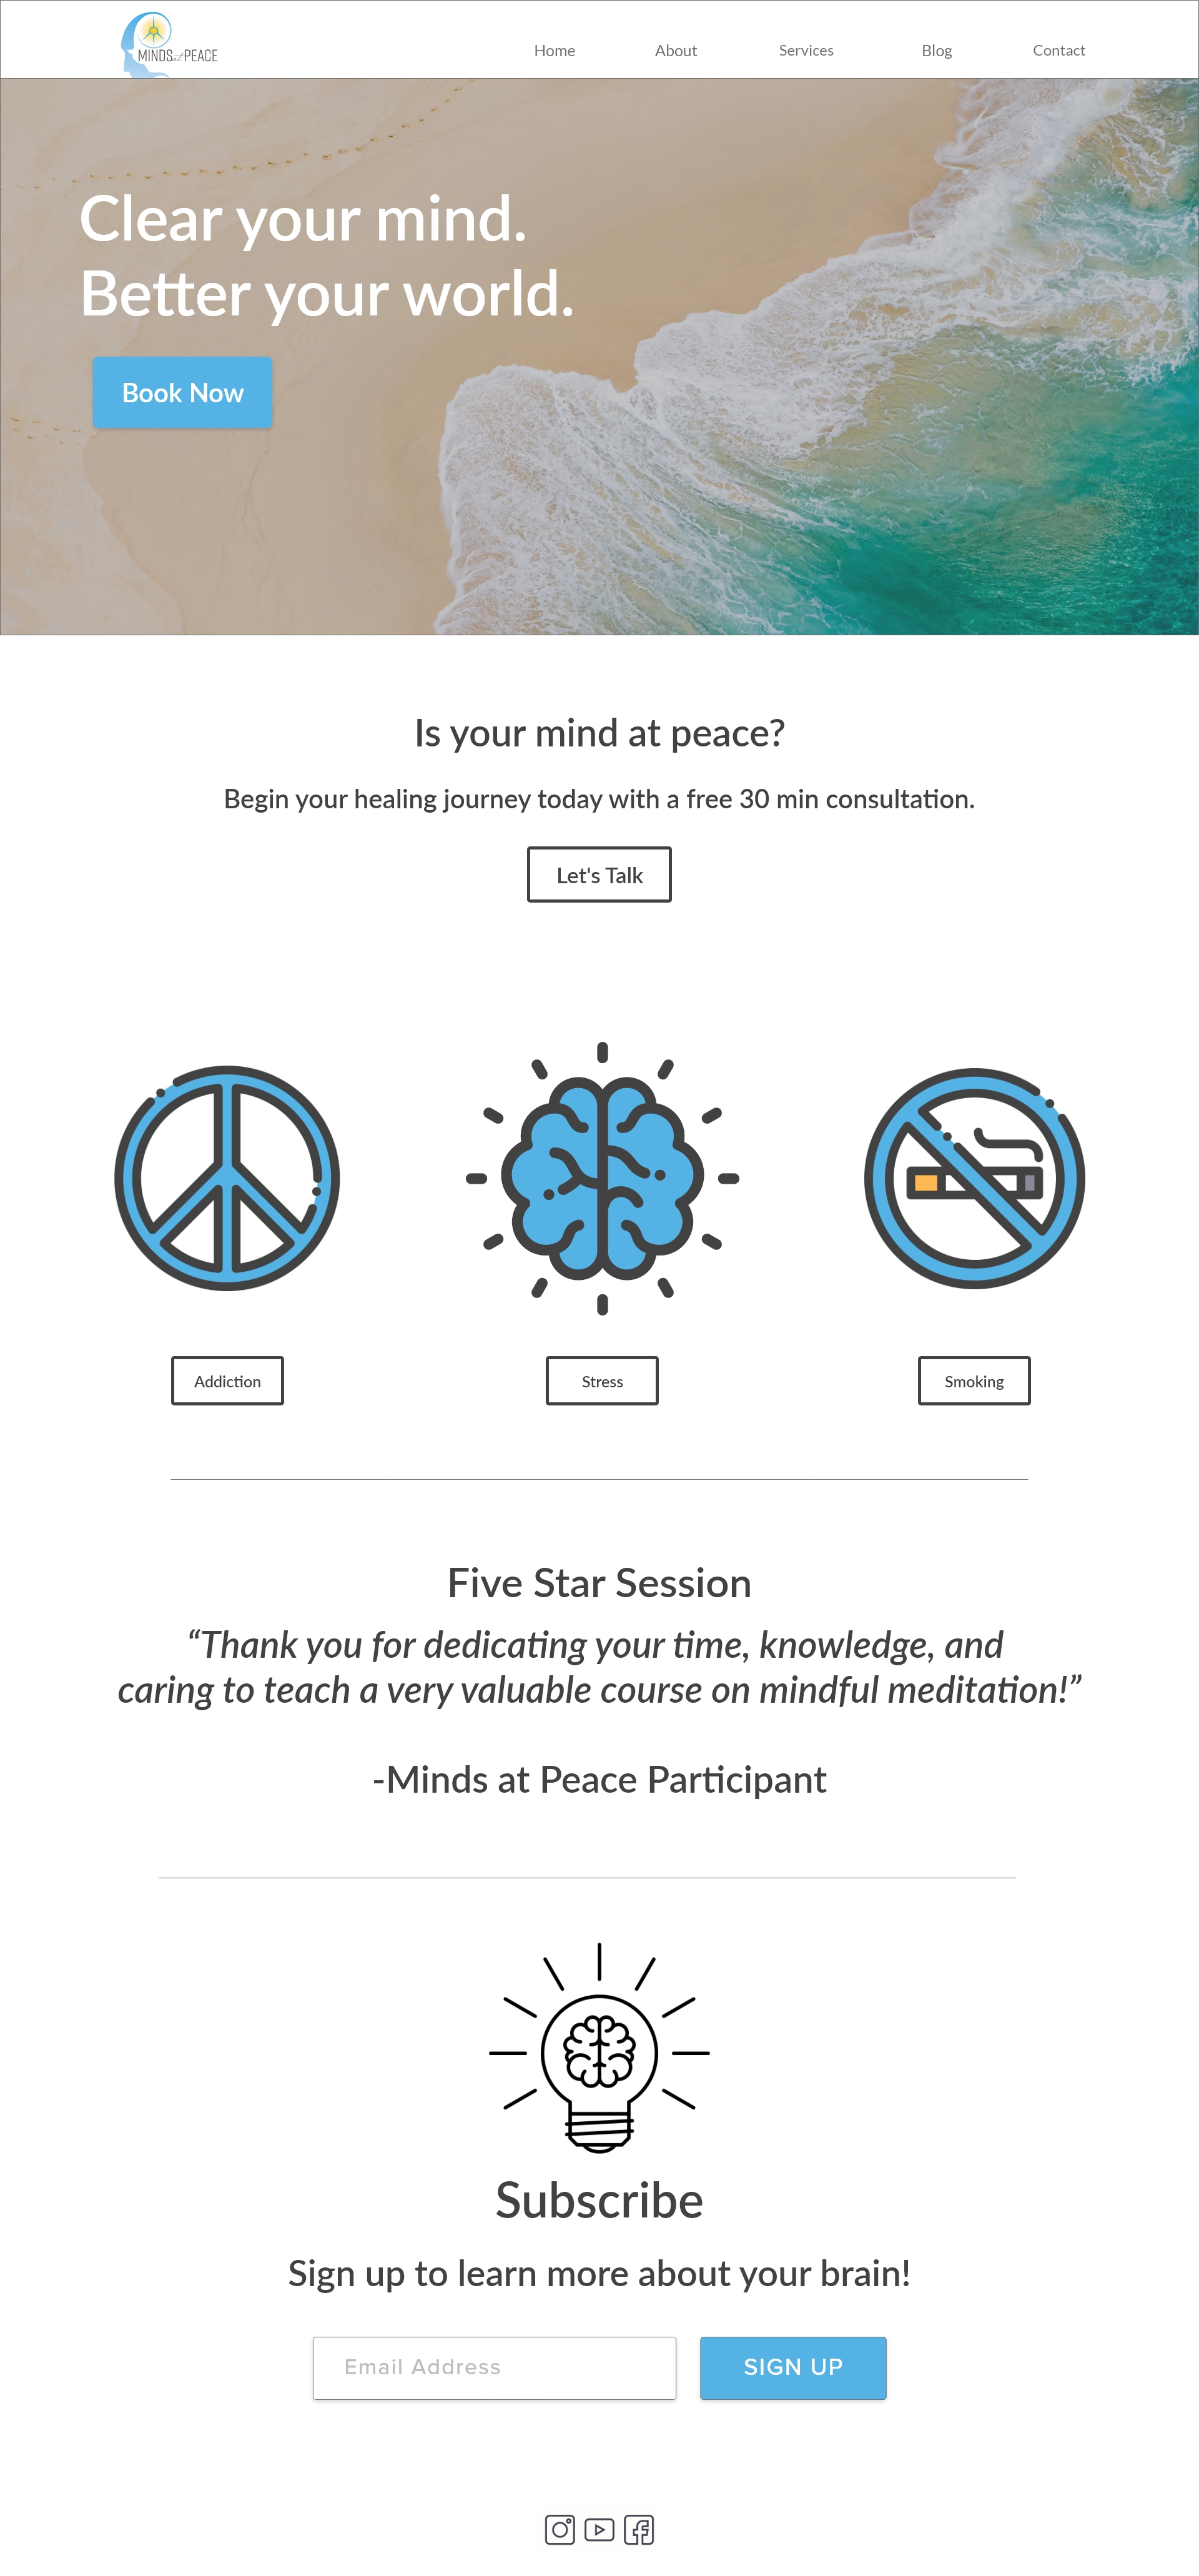 MINDS at PEACE
Home
About
Services
Blog
Contact
Clear your mind.
Better your world.
Book Now
Is your mind at peace?
Begin your healing journey today with a free 30 min consultation.
Let's Talk
Addiction
Stress
Smoking
Five Star Session
“Thank you for dedicating your time, knowledge, and
caring to teach a very valuable course on mindful meditation!”
-Minds at Peace Participant
Subscribe
Sign up to learn more about your brain!
Email Address
SIGN UP